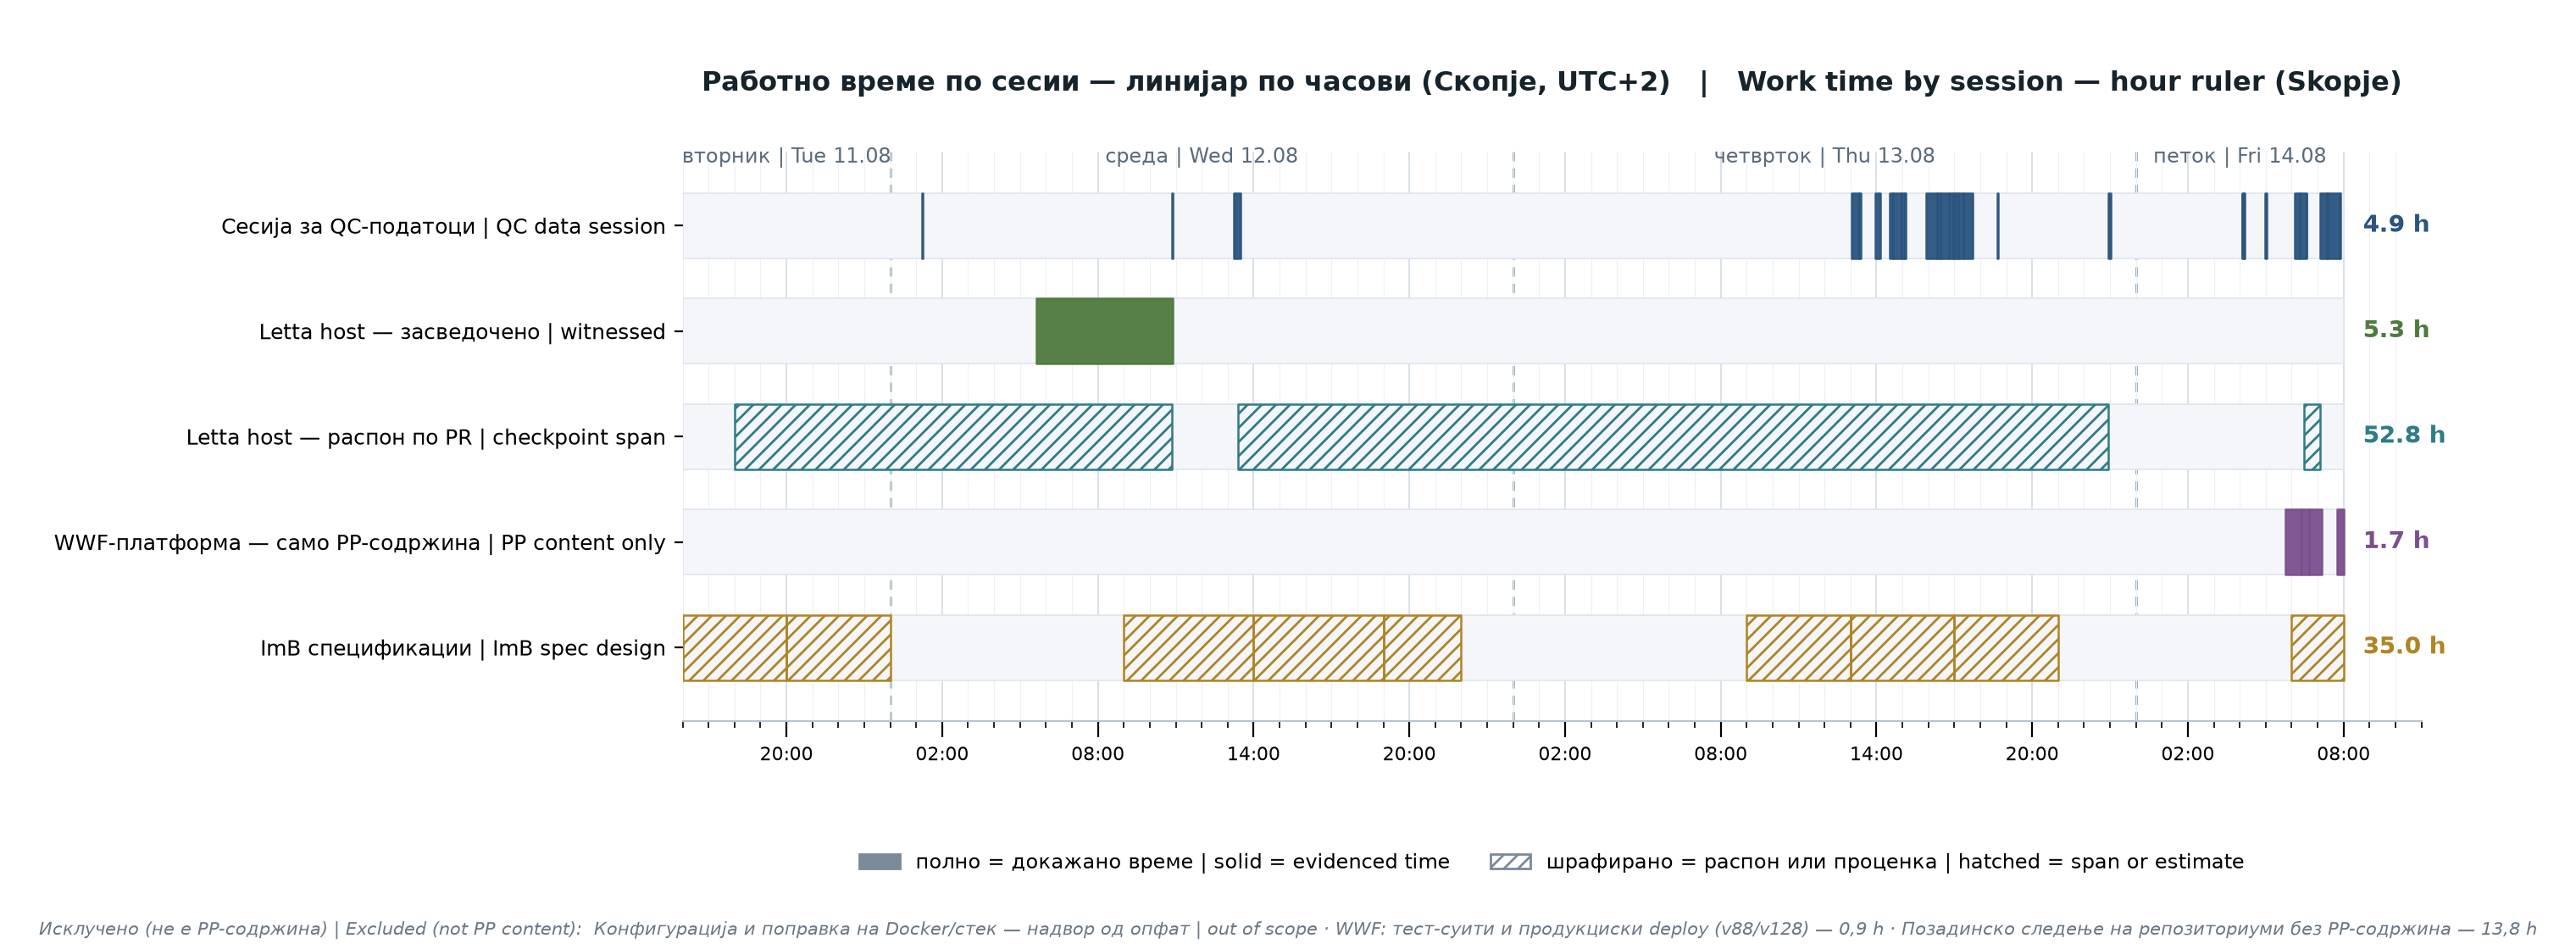 Работно време по сесии — линијар по часови (Скопје, UTC+2) | Work time by session — hour ruler (Skopje)
вторник | Tue 11.08 среда | Wed 12.08 четврток | Thu 13.08 петок | Fri 14.08
Сесија за QC-податоци | QC data session 4.9 h
Letta host — засведочено | witnessed 5.3 h
Letta host — распон по PR | checkpoint span 52.8 h
WWF-платформа — само PP-содржина | PP content only 1.7 h
ImB спецификации | ImB spec design 35.0 h
20:00 02:00 08:00 14:00 20:00 02:00 08:00 14:00 20:00 02:00 08:00
полно = докажано време | solid = evidenced time шрафирано = распон или проценка | hatched = span or estimate
Исклучено (не е PP-содржина) | Excluded (not PP content): Конфигурација и поправка на Docker/стек — надвор од опфат | out of scope · WWF: тест-суити и продукциски deploy (v88/v128) — 0,9 h · Позадинско следење на репозиториуми без PP-содржина — 13,8 h